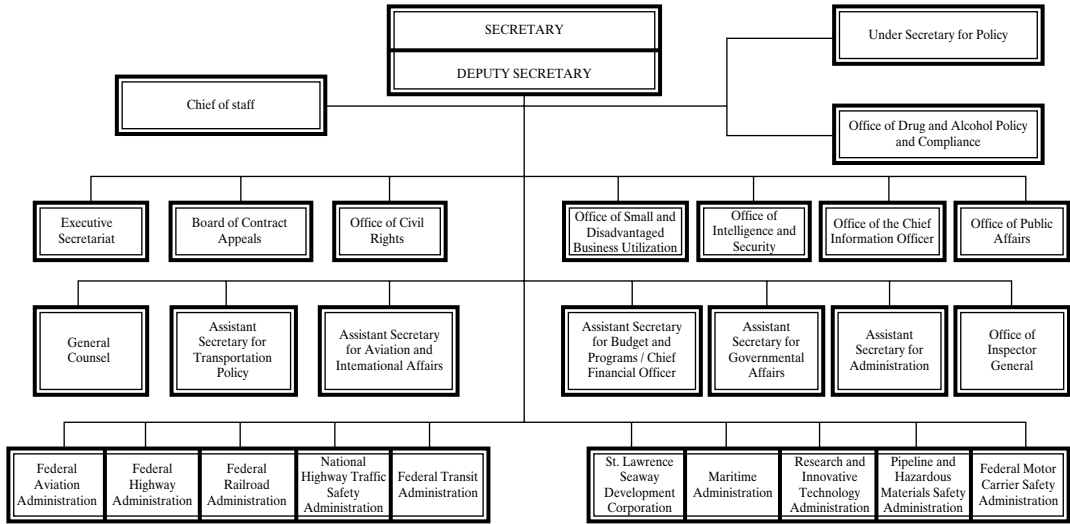 SECRETARY
DEPUTY SECRETARY
Under Secretary for Policy
Chief of staff
Office of Drug and Alcohol Policy
and Compliance
Executive
Secretariat
Board of Contract
Appeals
Office of Civil
Rights
Office of Small and
Disadvantaged
Business Utilization
Office of
Intelligence and
Security
Office of the Chief
Information Officer
Office of Public
Affairs
General
Counsel
Assistant
Secretary for
Transportation
Policy
Assistant Secretary
for Aviation and
Intemational Affairs
Assistant Secretary
for Budget and
Programs / Chief
Financial Officer
Assistant
Secretary for
Governmental
Affairs
Assistant
Secretary for
Administration
Office of
Inspector
General
Federal
Aviation
Administration
Federal
Highway
Administration
Federal
Railroad
Administration
National
Highway Traffic
Safety
Administration
Federal Transit
Administration
St. Lawrence
Seaway
Development
Corporation
Maritime
Administration
Research and
Innovative
Technology
Administration
Pipeline and
Hazardous
Materials Safety
Administration
Federal Motor
Carrier Safety
Administration